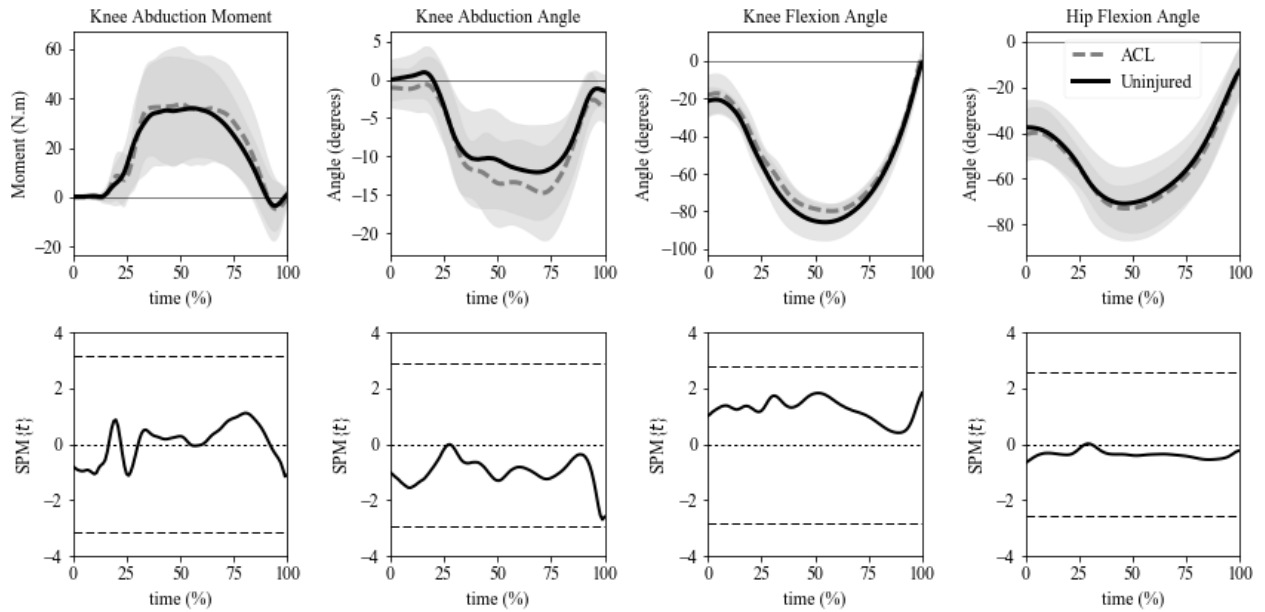 Knee Abduction Moment
Moment (N.m)
60
40
20
0
−20
0 25 50 75 100
time (%)
Knee Abduction Angle
Angle (degrees)
5
0
−5
−10
−15
−20
0 25 50 75 100
time (%)
Knee Flexion Angle
Angle (degrees)
0
−20
−40
−60
−80
−100
0 25 50 75 100
time (%)
Hip Flexion Angle
Angle (degrees)
0
−20
−40
−60
−80
ACL
Uninjured
0 25 50 75 100
time (%)
SPM{t}
4
2
0
−2
−4
0 25 50 75 100
time (%)
SPM{t}
4
2
0
−2
−4
0 25 50 75 100
time (%)
SPM{t}
4
2
0
−2
−4
0 25 50 75 100
time (%)
SPM{t}
4
2
0
−2
−4
0 25 50 75 100
time (%)